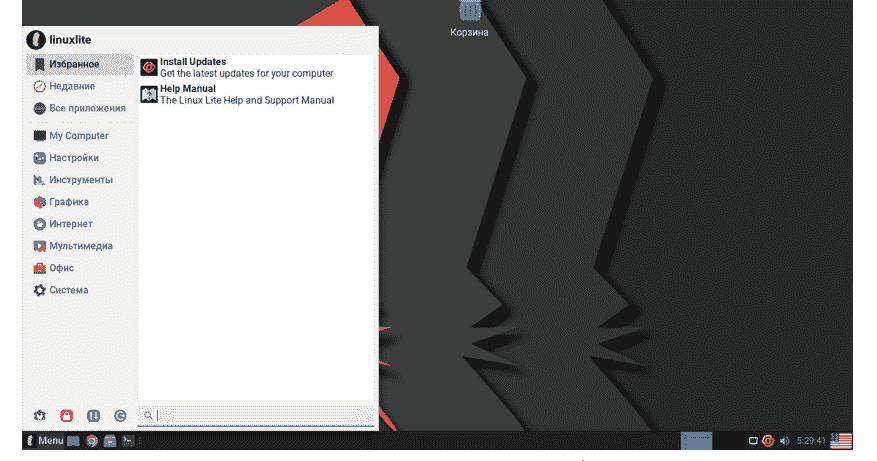 linuxlite
Избранное
Недавние
Все приложения
My Computer
Настройки
Инструменты
Графика
Интернет
Мультимедиа
Офис
Система
Install Updates
Get the latest updates for your computer
Help Manual
The Linux Lite Help and Support Manual
Корзина
Menu
5:29:41